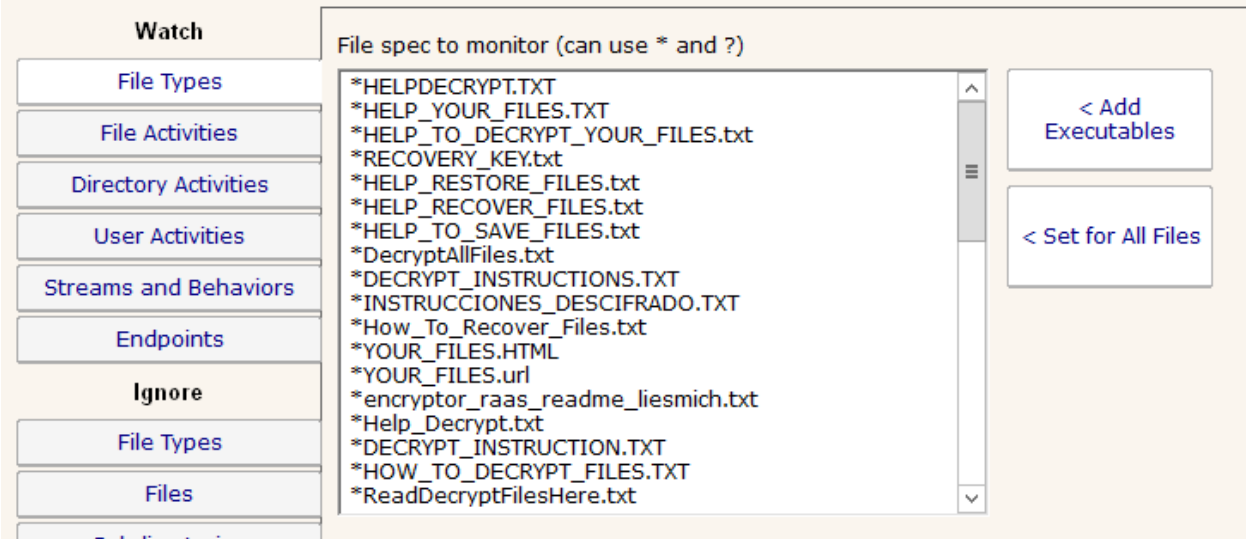 Watch
File Types
File Activities
Directory Activities
User Activities
Streams and Behaviors
Endpoints
Ignore
File Types
Files
File spec to monitor (can use * and ?)
*HELPDECRYPT.TXT
*HELP_YOUR_FILES.TXT
*HELP_TO_DECRYPT_YOUR_FILES.txt
*RECOVERY_KEY.txt
*HELP_RESTORE_FILES.txt
*HELP_RECOVER_FILES.txt
*HELP_TO_SAVE_FILES.txt
*DecryptAllFiles.txt
*DECRYPT_INSTRUCTIONS.TXT
*INSTRUCCIONES_DESCIFRADO.TXT
*How_To_Recover_Files.txt
*YOUR_FILES.HTML
*YOUR_FILES.url
*encryptor_raas_readme_liesmich.txt
*Help_Decrypt.txt
*DECRYPT_INSTRUCTION.TXT
*HOW_TO_DECRYPT_FILES.TXT
*ReadDecryptFilesHere.txt
< Add
Executables
< Set for All Files